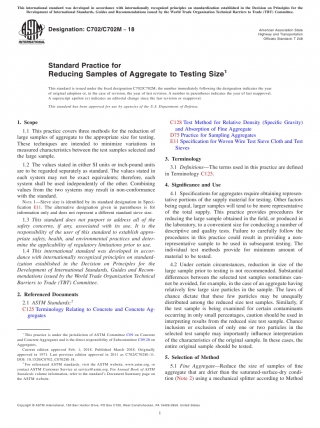 This international standard was developed in accordance with internationally recognized principles on standardization established in the Decision on Principles for the
Development of International Standards, Guides and Recommendations issued by the World Trade Organization Technical Barriers to Trade (TBT) Committee.
Designation: C702/C702M – 18
American Association State
Highway and Transportation
Officials Standard: T 248
Standard Practice for
Reducing Samples of Aggregate to Testing Size1
This standard is issued under the fixed designation C702/C702M; the number immediately following the designation indicates the year
of original adoption or, in the case of revision, the year of last revision. A number in parentheses indicates the year of last reapproval.
A superscript epsilon (ε) indicates an editorial change since the last revision or reapproval.
This standard has been approved for use by agencies of the U.S. Department of Defense.
1. Scope
1.1 This practice covers three methods for the reduction of
large samples of aggregate to the appropriate size for testing.
These techniques are intended to minimize variations in
measured characteristics between the test samples selected and
the large sample.
1.2 The values stated in either SI units or inch-pound units
are to be regarded separately as standard. The values stated in
each system may not be exact equivalents; therefore, each
system shall be used independently of the other. Combining
values from the two systems may result in non-conformance
with the standard.
NOTE 1—Sieve size is identified by its standard designation in Specification
E11. The alternative designation given in parentheses is for
information only and does not represent a different standard sieve size.
1.3 This standard does not purport to address all of the
safety concerns, if any, associated with its use. It is the
responsibility of the user of this standard to establish appropriate
safety, health, and environmental practices and determine
the applicability of regulatory limitations prior to use.
1.4 This international standard was developed in accordance
with internationally recognized principles on standardization
established in the Decision on Principles for the
Development of International Standards, Guides and Recommendations
issued by the World Trade Organization Technical
Barriers to Trade (TBT) Committee.
2. Referenced Documents
2.1 ASTM Standards:2
C125 Terminology Relating to Concrete and Concrete Aggregates
1 This practice is under the jurisdiction of ASTM Committee C09 on Concrete
and Concrete Aggregates and is the direct responsibility of Subcommittee C09.20 on
Aggregates.
Current edition approved
Originally
approved in 1971. Last previous edition approved in 2011 as C702/C702M–11.
DOI: 10.1520/C0702_C0702M-18.
2 For referenced ASTM standards, visit the ASTM website, www.astm.org, or
contact ASTM Customer Service at service@astm.org. For Annual Book of ASTM
Standards volume information, refer to the standard's Document Summary page on
the ASTM website.
C128 Test Method for Relative Density (Specific Gravity)
and Absorption of Fine Aggregate
D75 Practice for Sampling Aggregates
E11 Specification for Woven Wire Test Sieve Cloth and Test
Sieves
3. Terminology
3.1 Definitions—The terms used in this practice are defined
in Terminology C125.
4. Significance and Use
4.1 Specifications for aggregates require obtaining representative
portions of the supply material for testing. Other factors
being equal, larger samples will tend to be more representative
of the total supply. This practice provides procedures for
reducing the large sample obtained in the field, or produced in
the laboratory, to a convenient size for conducting a number of
descriptive and quality tests. Failure to carefully follow the
procedures in this practice could result in providing a nonrepresentative
sample to be used in subsequent testing. The
individual test methods provide for minimum amount of
material to be tested.
4.2 Under certain circumstances, reduction in size of the
large sample prior to testing is not recommended. Substantial
differences between the selected test samples sometimes cannot
be avoided, for example, in the case of an aggregate having
relatively few large size particles in the sample. The laws of
chance dictate that these few particles may be unequally
distributed among the reduced size test samples. Similarly, if
the test sample is being examined for certain contaminants
occurring in only small percentages, caution should be used in
interpreting results from the reduced size test sample. Chance
inclusion or exclusion of only one or two particles in the
selected test sample may importantly influence interpretation
of the characteristics of the original sample. In these cases, the
entire original sample should be tested.
5. Selection of Method
5.1 Fine Aggregate—Reduce the size of samples of fine
aggregate that are drier than the saturated-surface-dry condition
(Note 2) using a mechanical splitter according to Method
Copyright © ASTM International, 100 Barr Harbor Drive, PO Box C700, West Conshohocken, PA 19428-2959. United States
1